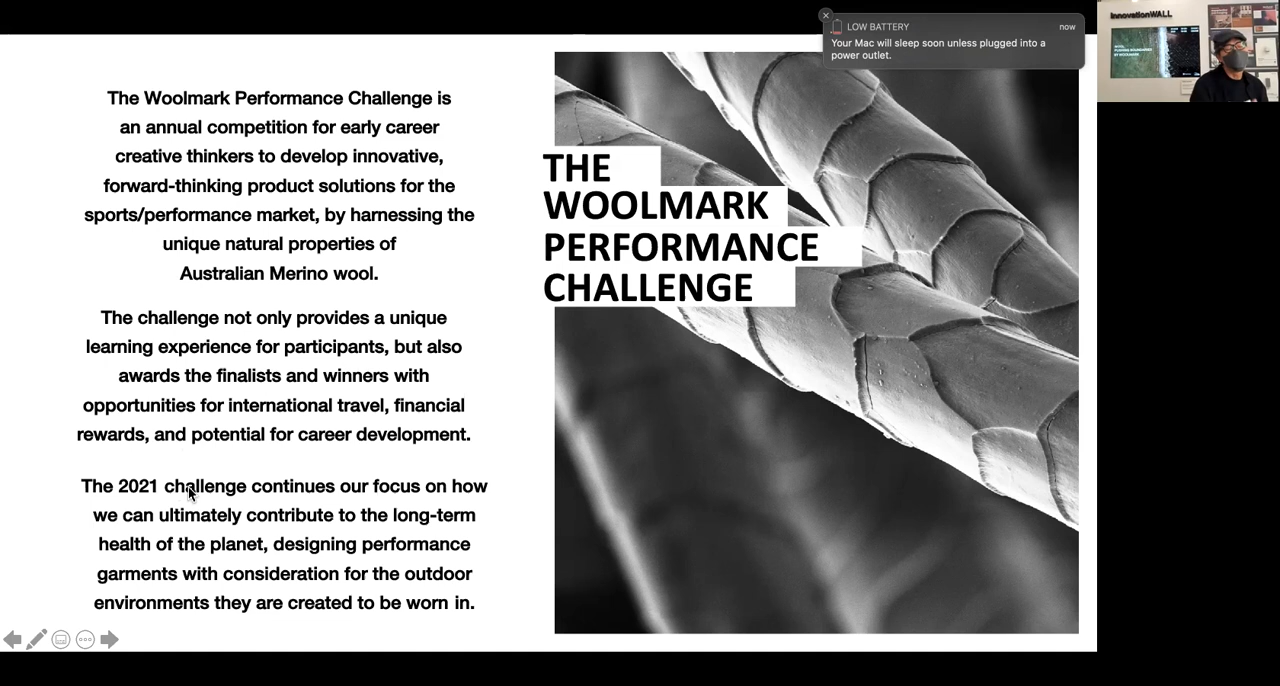 The Woolmark Performance Challenge is
an annual competition for early career
creative thinkers to develop innovative,
forward-thinking product solutions for the
sports/performance market, by harnessing the
unique natural properties of
Australian Merino wool.
The challenge not only provides a unique
learning experience for participants, but also
awards the finalists and winners with
opportunities for international travel, financial
rewards, and potential for career development.
The 2021 challenge continues our focus on how
we can ultimately contribute to the long-term
health of the planet, designing performance
garments with consideration for the outdoor
environments they are created to be worn in.
THE
WOOLMARK
PERFORMANCE
CHALLENGE
LOW BATTERY
now
Your Mac will sleep soon unless plugged into a
power outlet.
InnovationWALL